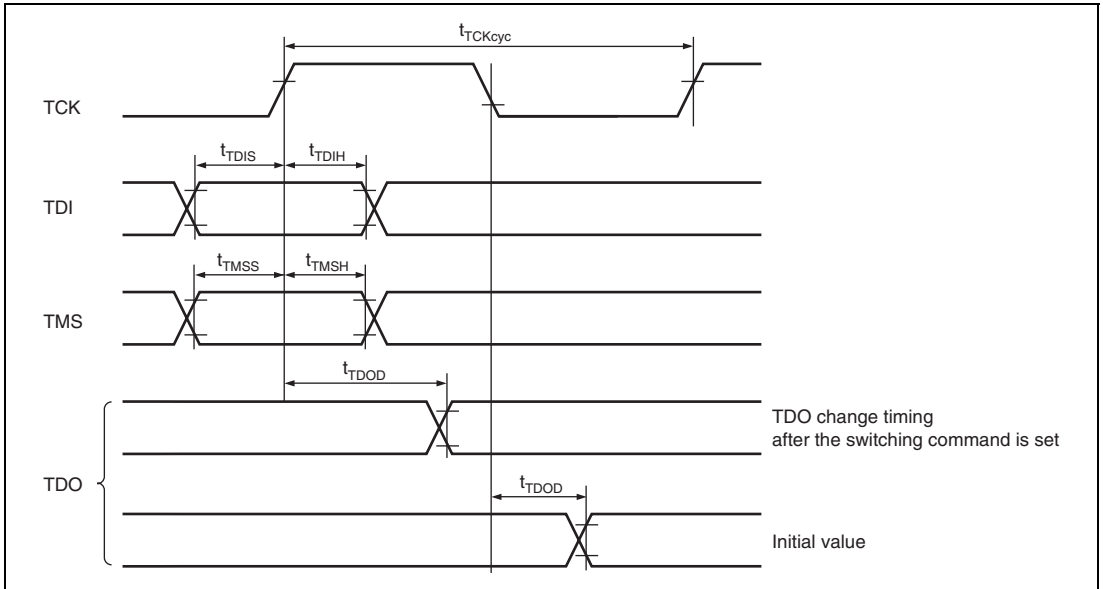 tTCKcyc
TCK
tTDIS
tTDIH
TDI
tTMSS
tTMSH
TMS
tTDOD
TDO change timing
after the switching command is set
TDO
tTDOD
Initial value